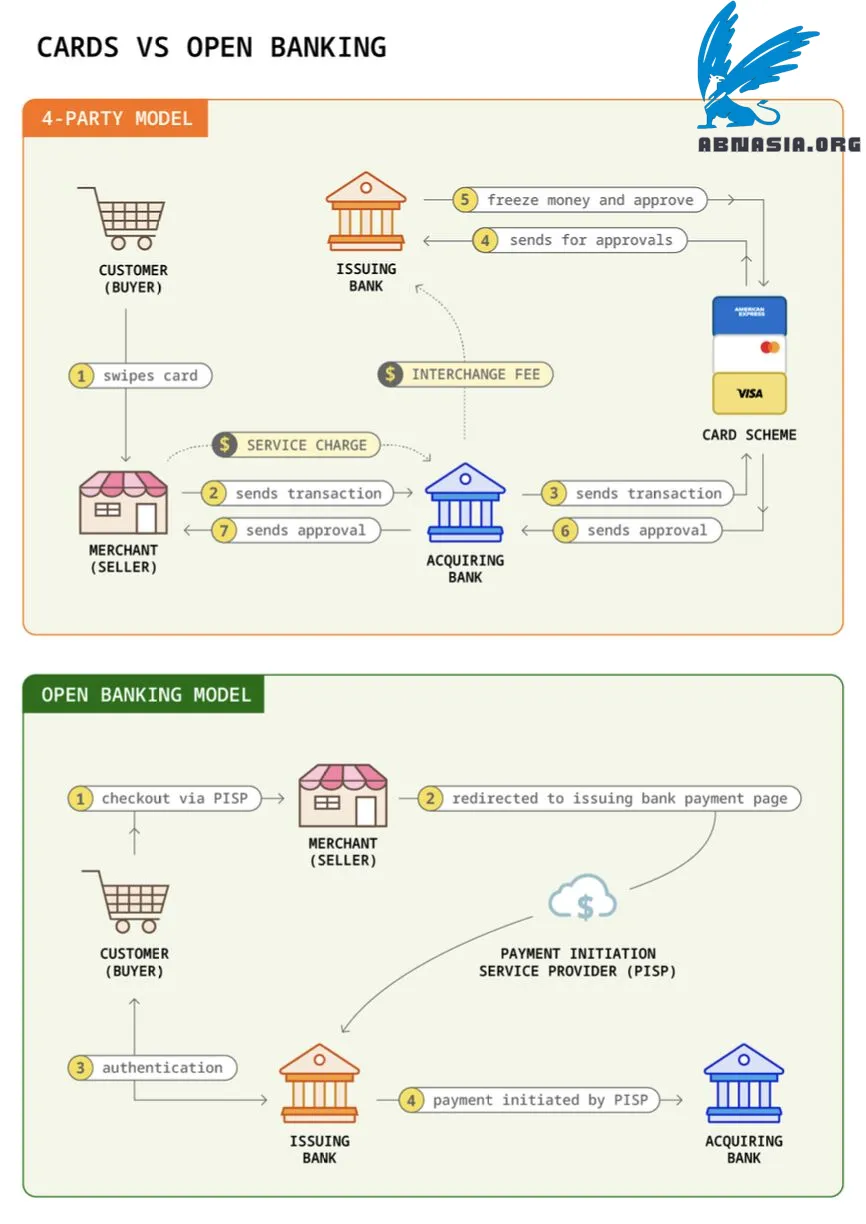 CARDS VS OPEN BANKING
ABNASIA.ORG
4-PARTY MODEL
CUSTOMER
(BUYER)
ISSUING
BANK
5 freeze money and approve
4 sends for approvals
AMERICAN
EXPRESS
VISA
CARD SCHEME
1 swipes card
$ INTERCHANGE FEE
$ SERVICE CHARGE
2 sends transaction
3 sends transaction
7 sends approval
6 sends approval
MERCHANT
(SELLER)
ACQUIRING
BANK
OPEN BANKING MODEL
1 checkout via PISP
MERCHANT
(SELLER)
2 redirected to issuing bank payment page
CUSTOMER
(BUYER)
$
PAYMENT INITIATION
SERVICE PROVIDER (PISP)
3 authentication
ISSUING
BANK
4 payment initiated by PISP
ACQUIRING
BANK